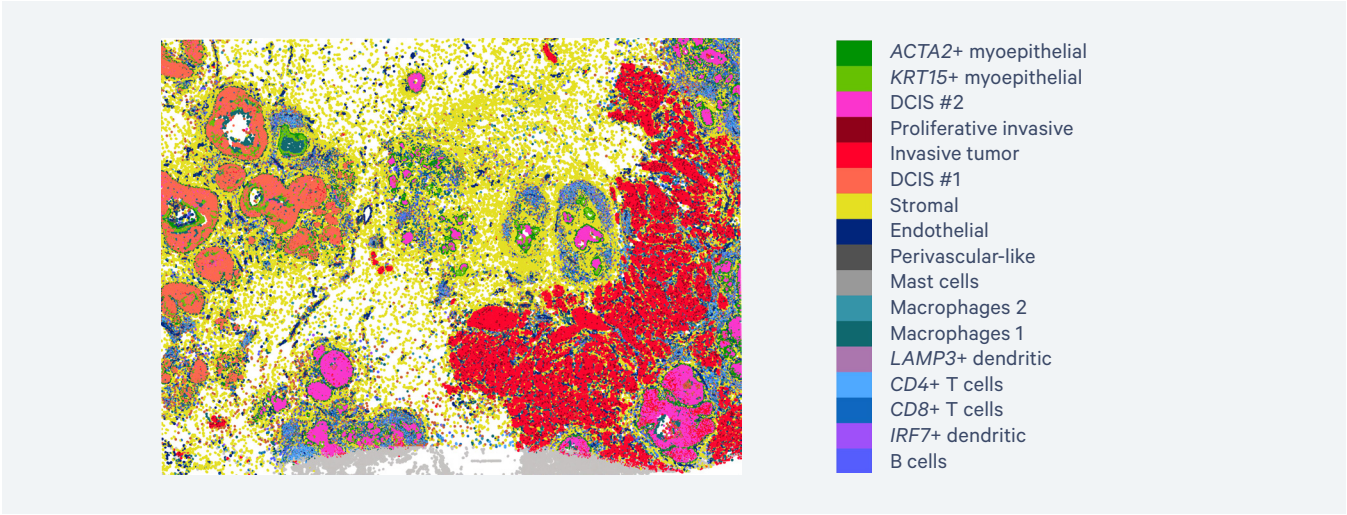 ACTA2+ myoepithelial
KRT15+ myoepithelial
DCIS #2
Proliferative invasive
Invasive tumor
DCIS #1
Stromal
Endothelial
Perivascular-like
Mast cells
Macrophages 2
Macrophages 1
LAMP3+ dendritic
CD4+ T cells
CD8+ T cells
IRF7+ dendritic
B cells